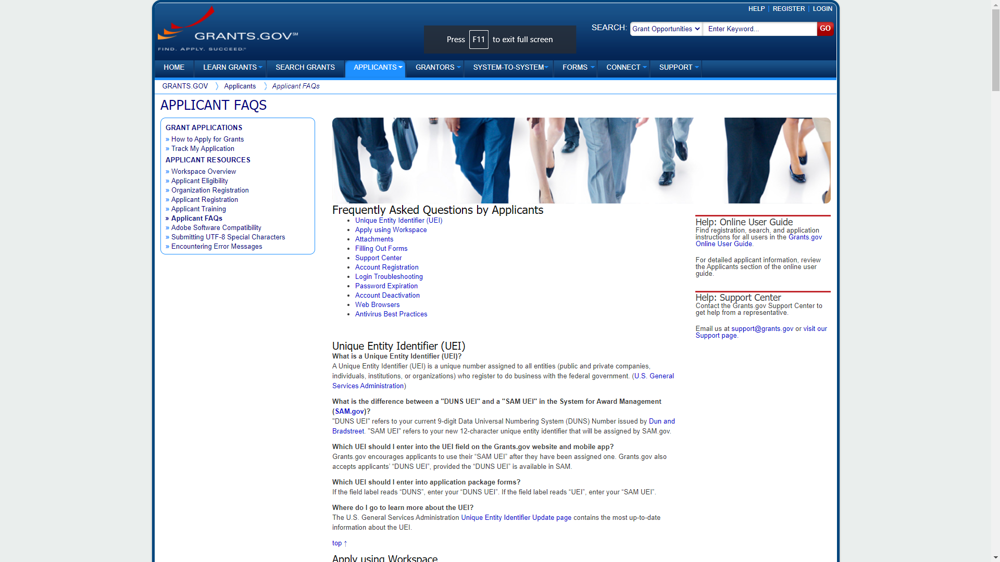 HELP | REGISTER | LOGIN
GRANTS.GOV℠
FIND. APPLY. SUCCEED.™
Press F11 to exit full screen
SEARCH: Grant Opportunities Enter Keyword... GO
HOME LEARN GRANTS SEARCH GRANTS APPLICANTS GRANTORS SYSTEM-TO-SYSTEM FORMS CONNECT SUPPORT
GRANTS.GOV 〉 Applicants 〉 Applicant FAQs
APPLICANT FAQS
GRANT APPLICATIONS
» How to Apply for Grants
» Track My Application
APPLICANT RESOURCES
» Workspace Overview
» Applicant Eligibility
» Organization Registration
» Applicant Registration
» Applicant Training
» Applicant FAQs
» Adobe Software Compatibility
» Submitting UTF-8 Special Characters
» Encountering Error Messages
Frequently Asked Questions by Applicants
• Unique Entity Identifier (UEI)
• Apply using Workspace
• Attachments
• Filling Out Forms
• Support Center
• Account Registration
• Login Troubleshooting
• Password Expiration
• Account Deactivation
• Web Browsers
• Antivirus Best Practices
Unique Entity Identifier (UEI)
What is a Unique Entity Identifier (UEI)?
A Unique Entity Identifier (UEI) is a unique number assigned to all entities (public and private companies,
individuals, institutions, or organizations) who register to do business with the federal government. (U.S. General
Services Administration)
What is the difference between a "DUNS UEI" and a "SAM UEI" in the System for Award Management
(SAM.gov)?
"DUNS UEI" refers to your current 9-digit Data Universal Numbering System (DUNS) Number issued by Dun and
Bradstreet. "SAM UEI" refers to your new 12-character unique entity identifier that will be assigned by SAM.gov.
Which UEI should I enter into the UEI field on the Grants.gov website and mobile app?
Grants.gov encourages applicants to use their “SAM UEI” after they have been assigned one. Grants.gov also
accepts applicants’ “DUNS UEI”, provided the “DUNS UEI” is available in SAM.
Which UEI should I enter into application package forms?
If the field label reads “DUNS”, enter your “DUNS UEI”. If the field label reads “UEI”, enter your “SAM UEI”.
Where do I go to learn more about the UEI?
The U.S. General Services Administration Unique Entity Identifier Update page contains the most up-to-date
information about the UEI.
top ↑
Apply using Workspace
Help: Online User Guide
Find registration, search, and application
instructions for all users in the Grants.gov
Online User Guide.
For detailed applicant information, review
the Applicants section of the online user
guide.
Help: Support Center
Contact the Grants.gov Support Center to
get help from a representative.
Email us at support@grants.gov or visit our
Support page.